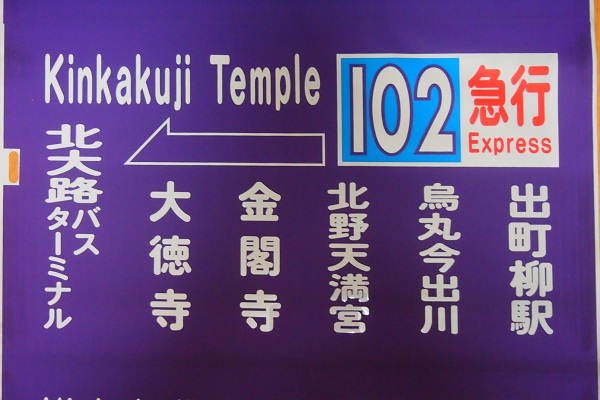 Kinkakuji Temple
102
急行
Express
出町柳駅
烏丸今出川
北野天満宮
金閣寺
大徳寺
北大路バスターミナル